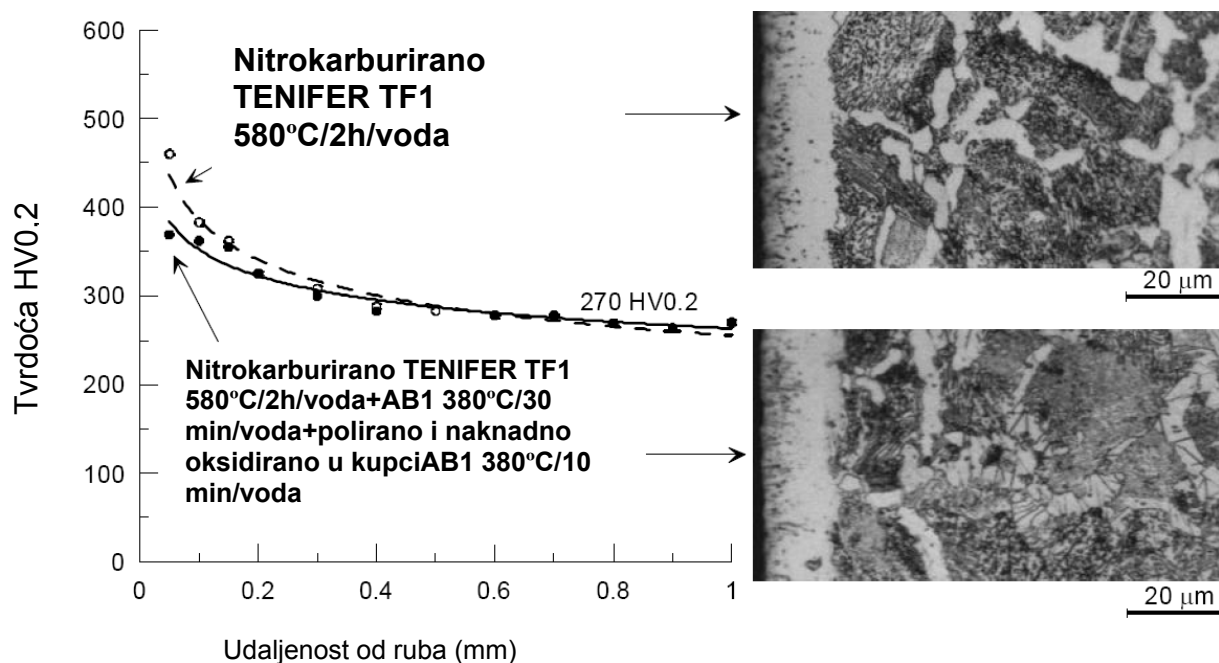 600
500
400
300
200
100
0
Tvrdoća HV0,2
Nitrokarburirano
TENIFER TF1
580ºC/2h/voda
270 HV0.2
Nitrokarburirano TENIFER TF1
580ºC/2h/voda+AB1 380ºC/30
min/voda+polirano i naknadno
oksidirano u kupciAB1 380ºC/10
min/voda
0
0.2
0.4
0.6
0.8
1
Udaljenost od ruba (mm)
20 μm
20 μm